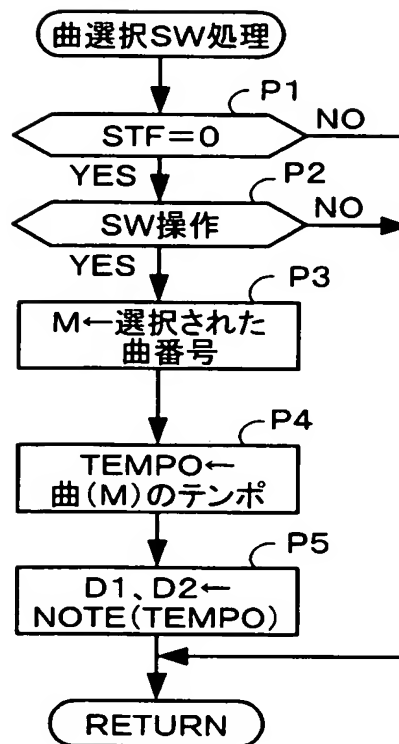 曲選択SW処理
P1
STF=0
NO
YES
P2
SW操作
NO
YES
P3
M←選択された
曲番号
P4
TEMPO←
曲(M)のテンポ
P5
D1、D2←
NOTE(TEMPO)
RETURN